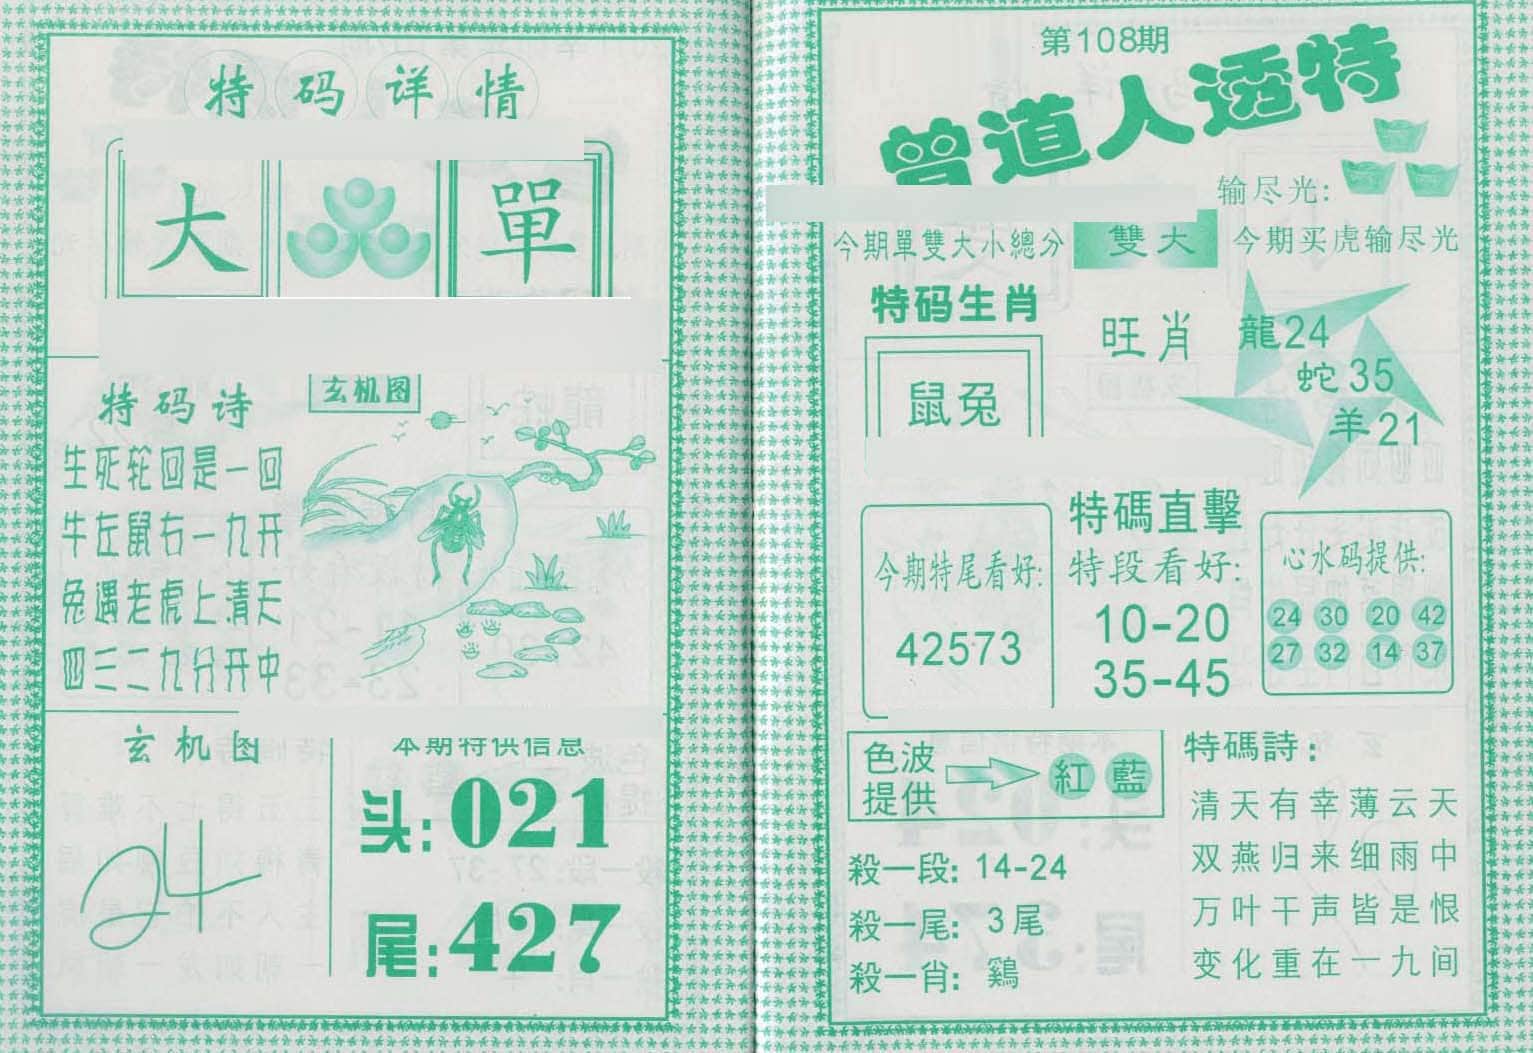 特码详情
大 單
特码诗
玄机图
生死轮回是一回
牛左鼠右一九开
兔遇老虎上清天
四三二九分开中
玄机图
24
本期特供信息
头:021
尾:427
第108期
曾道人透特
输尽光:
今期單雙大小總分 雙大 今期买虎输尽光
特码生肖
鼠兔
旺肖
龍24
蛇35
羊21
今期特尾看好:
42573
特碼直擊
特段看好:
10-20
35-45
心水码提供:
24 30 20 42
27 32 14 37
色波提供 紅 藍
殺一段: 14-24
殺一尾: 3尾
殺一肖: 鷄
特碼詩:
清天有幸薄云天
双燕归来细雨中
万叶干声皆是恨
变化重在一九间